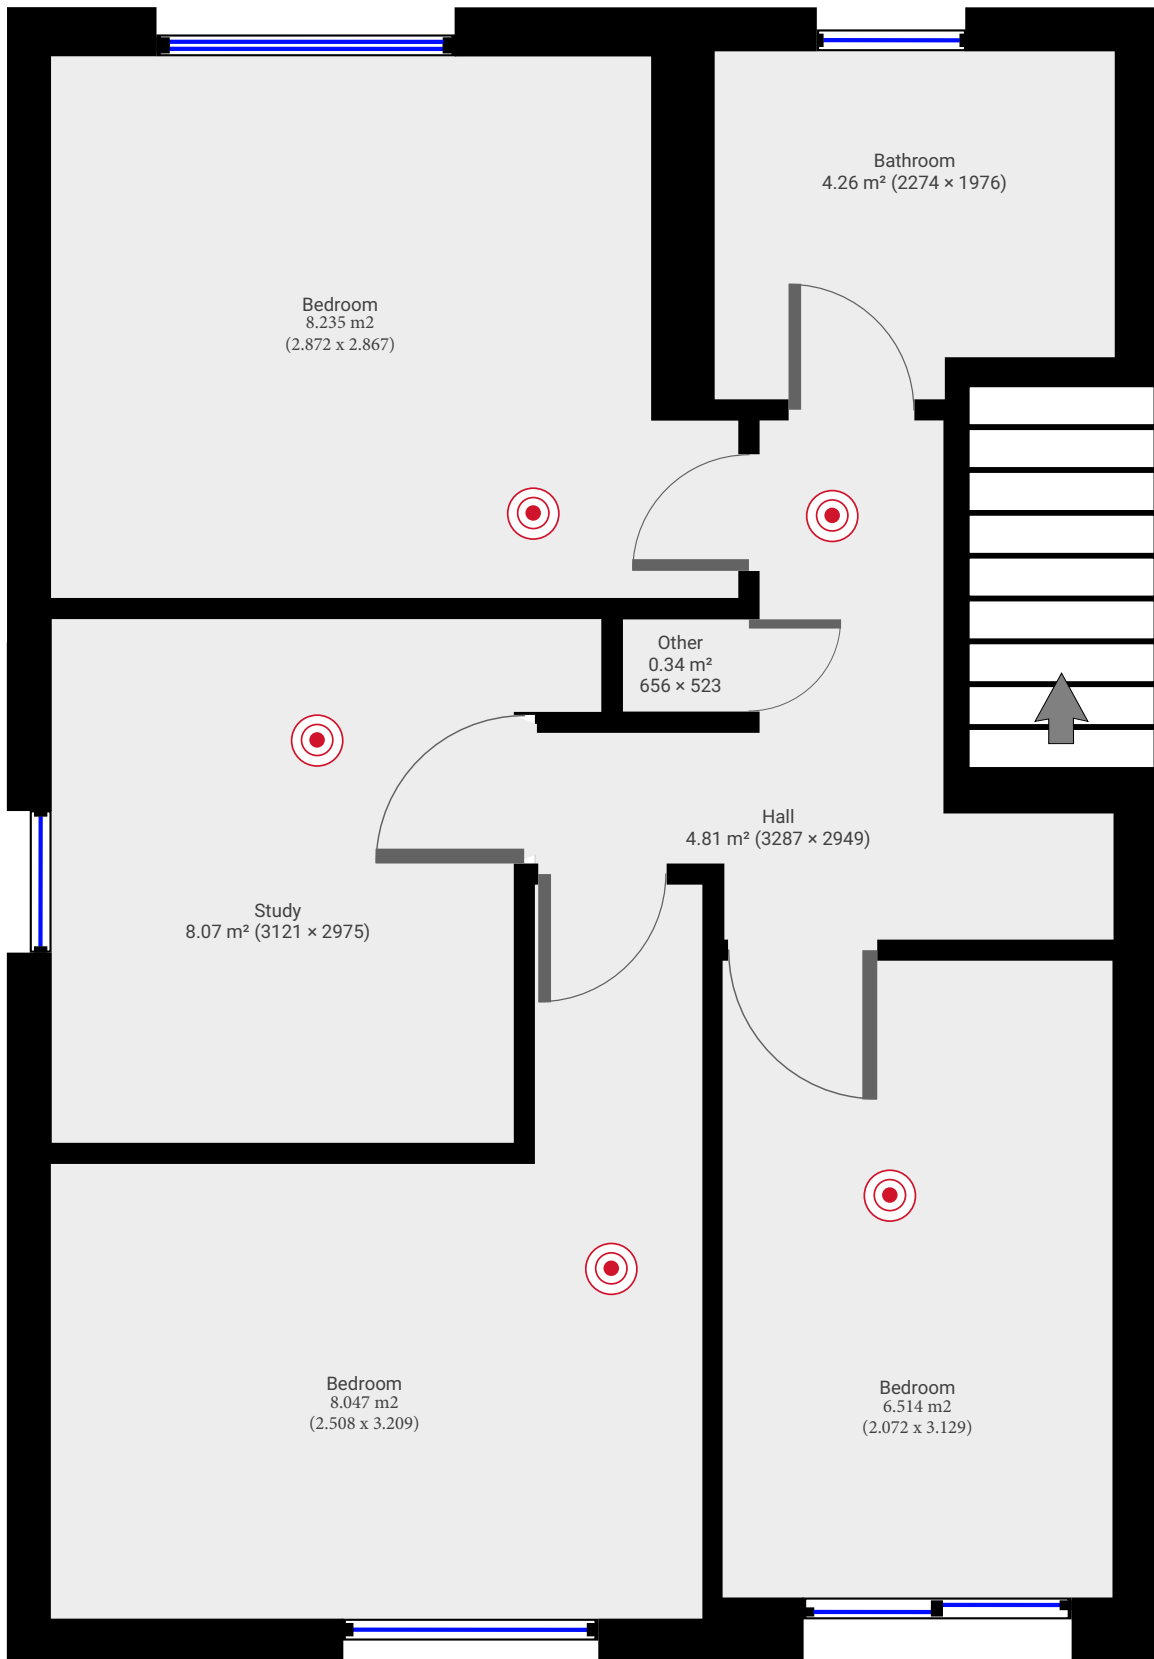 Bathroom
4.26 m² (2274 × 1976)
Bedroom
8.235 m2
(2.872 x 2.867)
Other
0.34 m²
656 × 523
Hall
4.81 m² (3287 × 2949)
Study
8.07 m² (3121 × 2975)
Bedroom
8.047 m2
(2.508 x 3.209)
Bedroom
6.514 m2
(2.072 x 3.129)